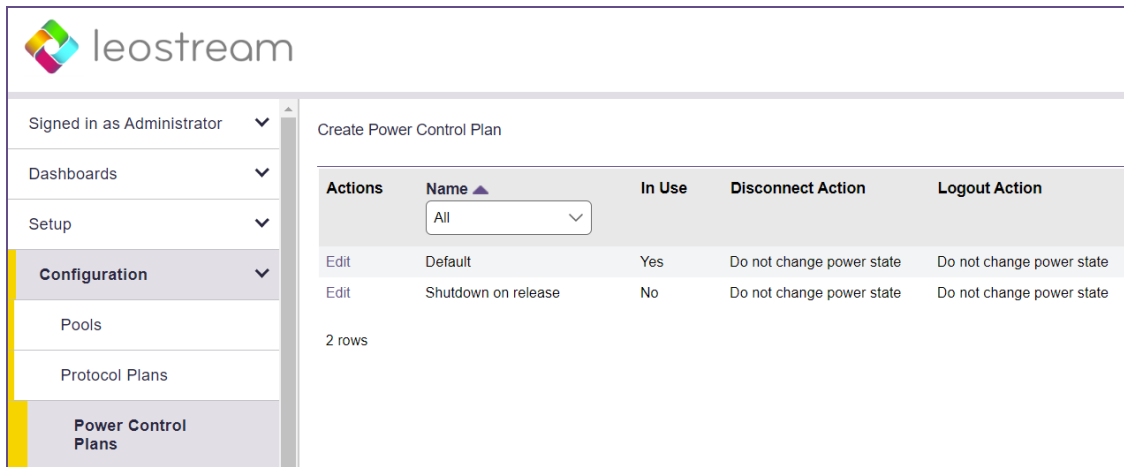 leostream
Signed in as Administrator
Dashboards
Setup
Configuration
Pools
Protocol Plans
Power Control
Plans
Create Power Control Plan
Actions Name In Use Disconnect Action Logout Action
All
Edit Default Yes Do not change power state Do not change power state
Edit Shutdown on release No Do not change power state Do not change power state
2 rows